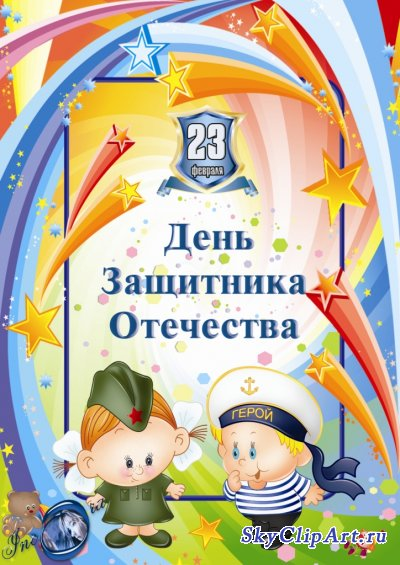 23
февраля
День
Защитника
Отечества
ГЕРОЙ
SkyClipArt.ru